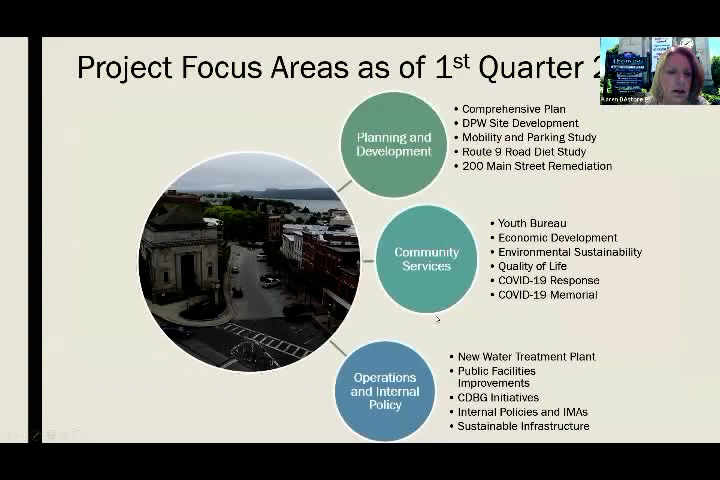 Project Focus Areas as of 1st Quarter 2
Karen D'Attore
Planning and
Development
• Comprehensive Plan
• DPW Site Development
• Mobility and Parking Study
• Route 9 Road Diet Study
• 200 Main Street Remediation
Community
Services
• Youth Bureau
• Economic Development
• Environmental Sustainability
• Quality of Life
• COVID-19 Response
• COVID-19 Memorial
Operations
and Internal
Policy
• New Water Treatment Plant
• Public Facilities
Improvements
• CDBG Initiatives
• Internal Policies and IMAs
• Sustainable Infrastructure